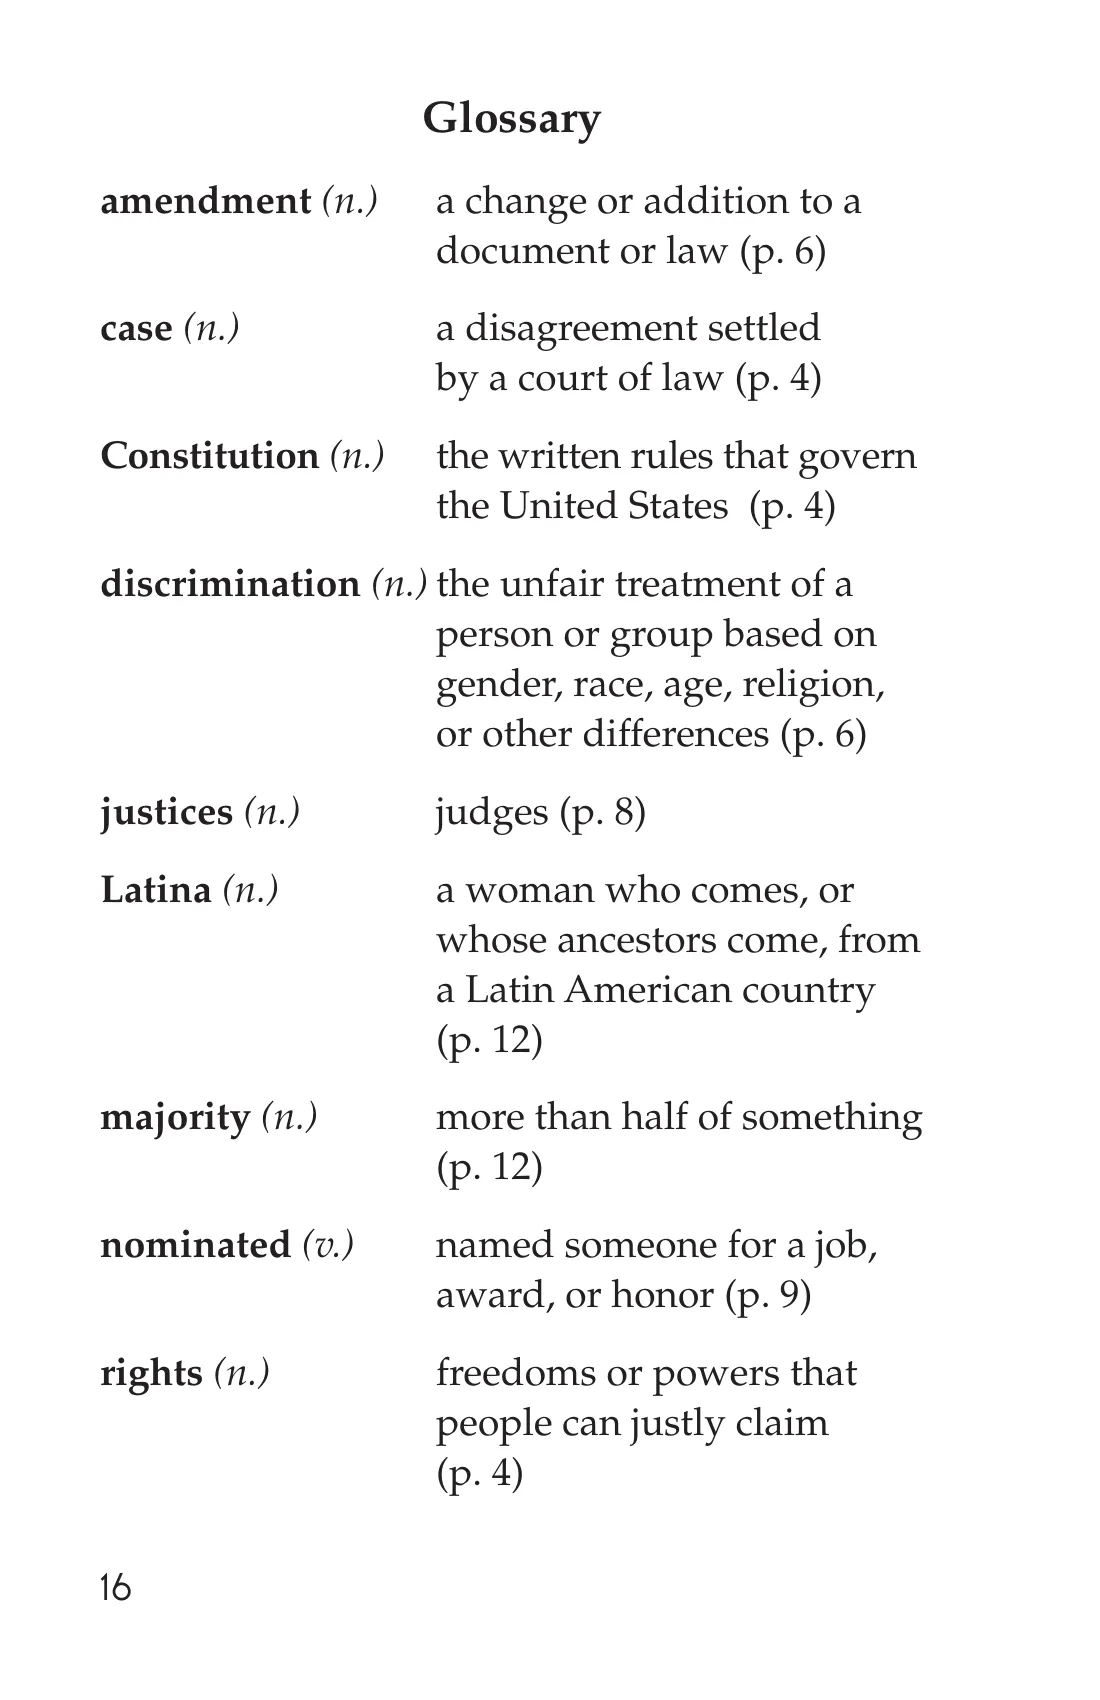 Glossary
amendment (n.) a change or addition to a
document or law (p. 6)
case (n.) a disagreement settled
by a court of law (p. 4)
Constitution (n.) the written rules that govern
the United States (p. 4)
discrimination (n.) the unfair treatment of a
person or group based on
gender, race, age, religion,
or other differences (p. 6)
justices (n.) judges (p. 8)
Latina (n.) a woman who comes, or
whose ancestors come, from
a Latin American country
(p. 12)
majority (n.) more than half of something
(p. 12)
nominated (v.) named someone for a job,
award, or honor (p. 9)
rights (n.) freedoms or powers that
people can justly claim
(p. 4)
16